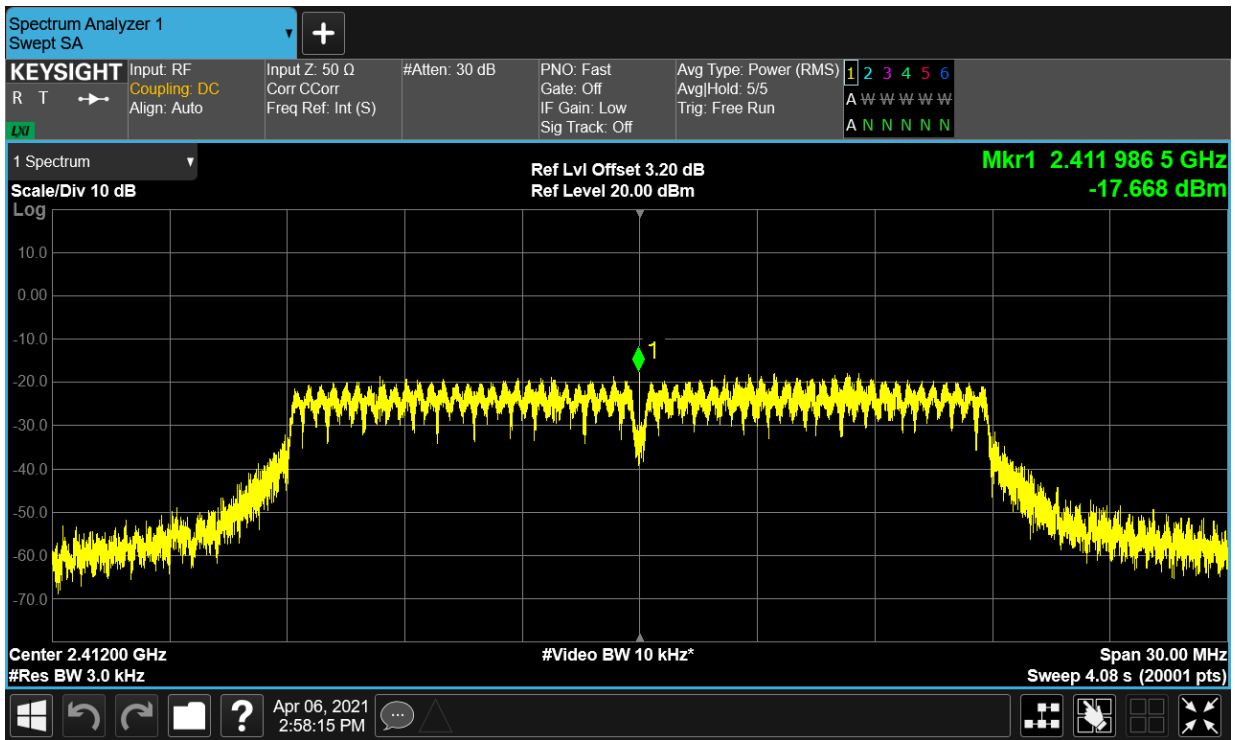 Spectrum Analyzer 1
Swept SA
KEYSIGHT
R T
LXI
Input: RF
Coupling: DC
Align: Auto
Input Z: 50 Ω
Corr CCorr
Freq Ref: Int (S)
#Atten: 30 dB
PNO: Fast
Gate: Off
IF Gain: Low
Sig Track: Off
Avg Type: Power (RMS)
Avg|Hold: 5/5
Trig: Free Run
1 2 3 4 5 6
A W W W W W
A N N N N N
1 Spectrum
Scale/Div 10 dB
Log
Ref Lvl Offset 3.20 dB
Ref Level 20.00 dBm
Mkr1 2.411 986 5 GHz
-17.668 dBm
10.0
0.00
-10.0
1
-20.0
-30.0
-40.0
-50.0
-60.0
-70.0
Center 2.41200 GHz
#Res BW 3.0 kHz
#Video BW 10 kHz*
Span 30.00 MHz
Sweep 4.08 s (20001 pts)
?
Apr 06, 2021
2:58:15 PM